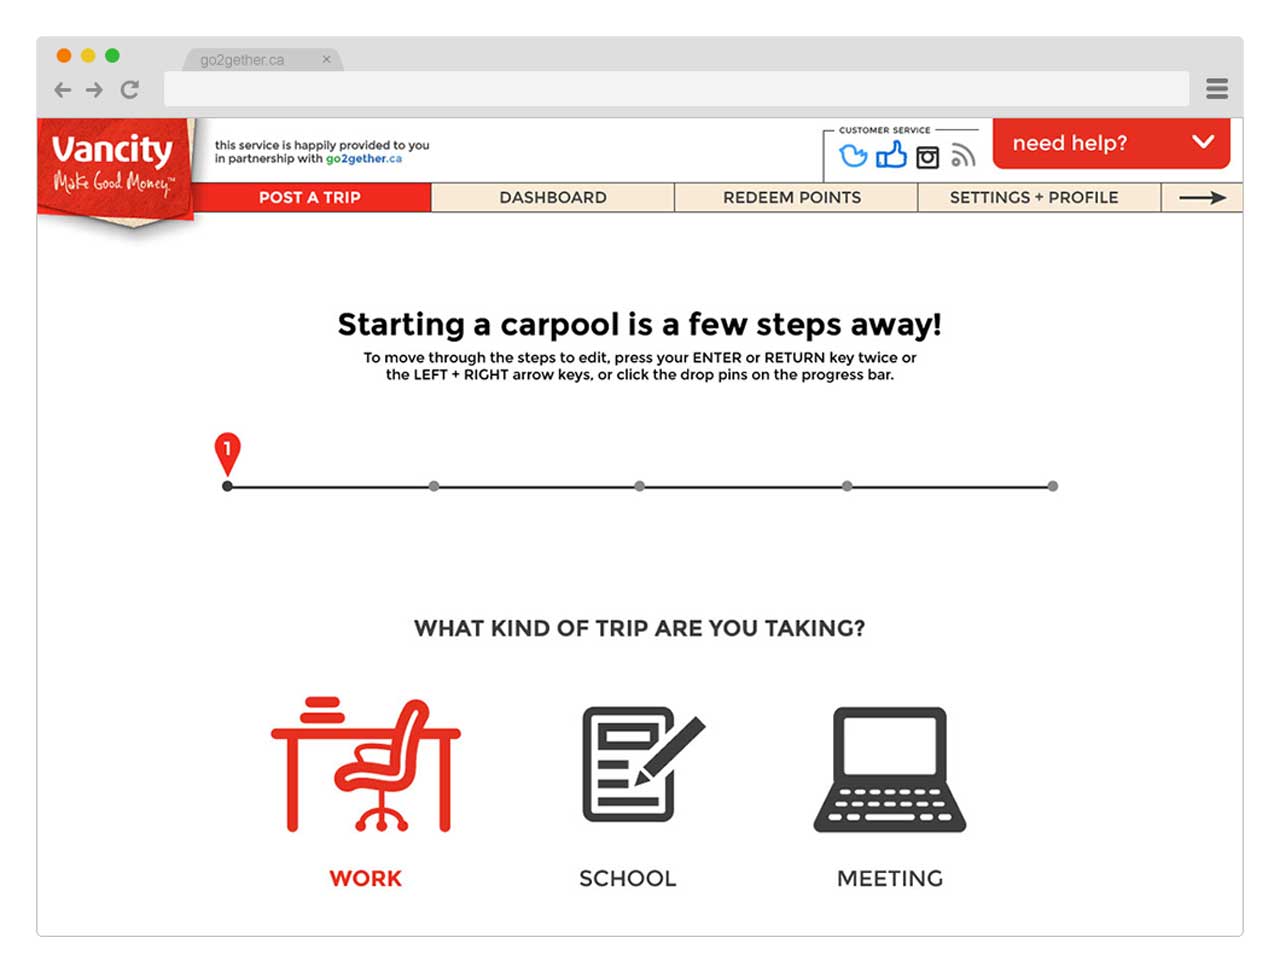 go2gether.ca
Vancity
Make Good Money™
this service is happily provided to you
in partnership with go2gether.ca
CUSTOMER SERVICE
need help?
POST A TRIP
DASHBOARD
REDEEM POINTS
SETTINGS + PROFILE
Starting a carpool is a few steps away!
To move through the steps to edit, press your ENTER or RETURN key twice or
the LEFT + RIGHT arrow keys, or click the drop pins on the progress bar.
1
WHAT KIND OF TRIP ARE YOU TAKING?
WORK
SCHOOL
MEETING